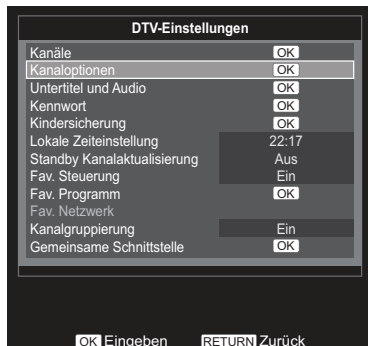 DTV-Einstellungen
Kanäle OK
Kanaloptionen OK
Untertitel und Audio OK
Kennwort OK
Kindersicherung OK
Lokale Zeiteinstellung 22:17
Standby Kanalaktualisierung Aus
Fav. Steuerung Ein
Fav. Programm OK
Fav. Netzwerk
Kanalgruppierung Ein
Gemeinsame Schnittstelle OK
OK Eingeben RETURN Zurück